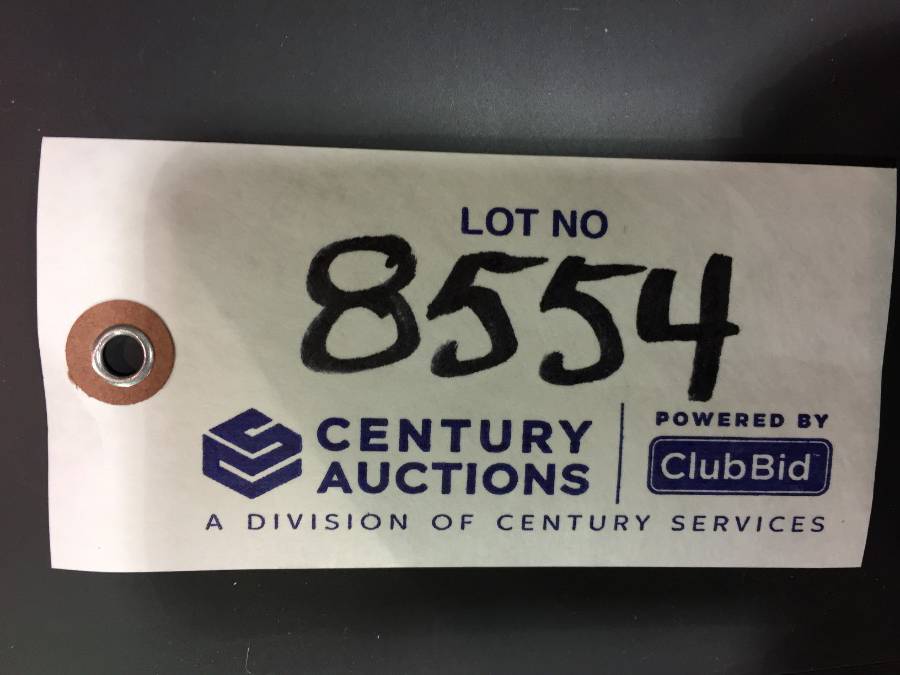 LOT NO
8554
CENTURY
AUCTIONS
POWERED BY
ClubBid
A DIVISION OF CENTURY SERVICES